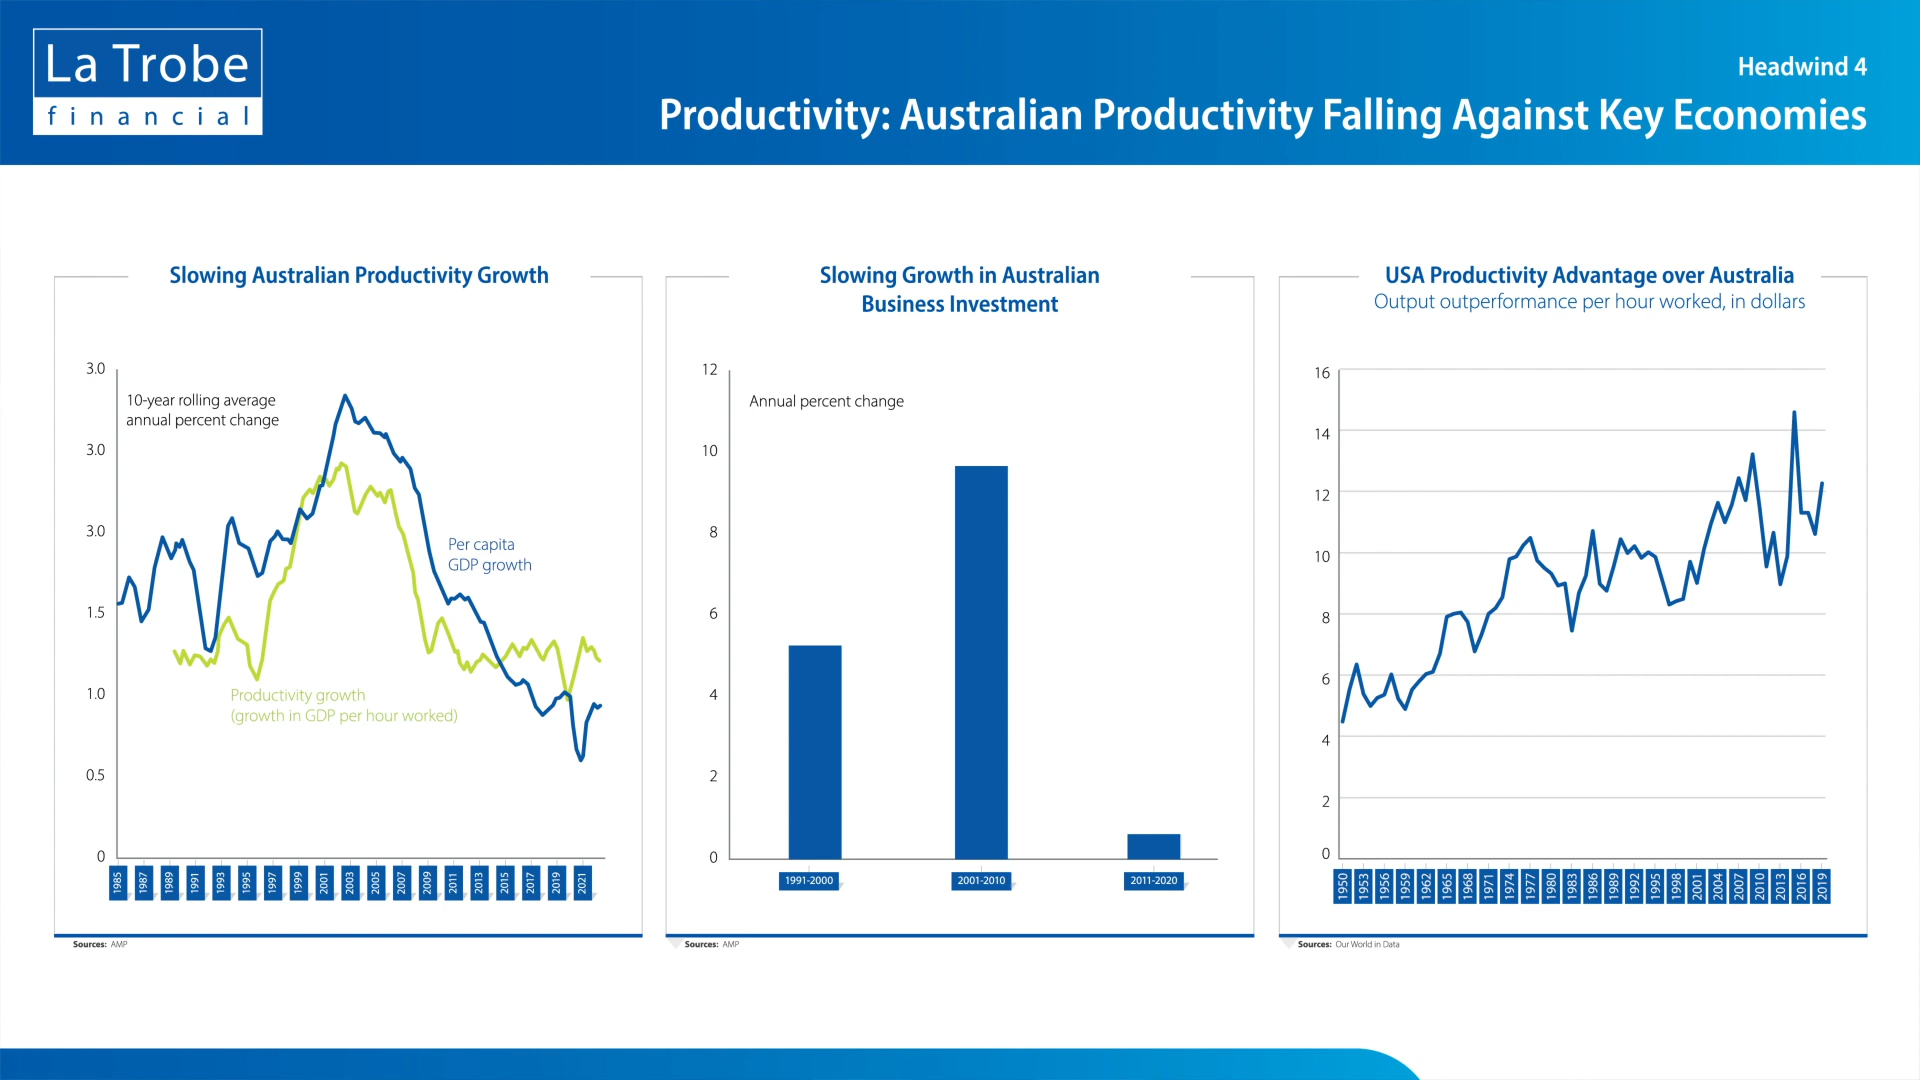 La Trobe
financial
Headwind 4
Productivity: Australian Productivity Falling Against Key Economies
Slowing Australian Productivity Growth
3.0
10-year rolling average
annual percent change
3.0
3.0
Per capita
GDP growth
1.5
1.0
Productivity growth
(growth in GDP per hour worked)
0.5
0
1985 1987 1989 1991 1993 1995 1997 1999 2001 2003 2005 2007 2009 2011 2013 2015 2017 2019 2021
Sources: AMP
Slowing Growth in Australian
Business Investment
12
Annual percent change
10
8
6
4
2
0
1991-2000 2001-2010 2011-2020
Sources: AMP
USA Productivity Advantage over Australia
Output outperformance per hour worked, in dollars
16
14
12
10
8
6
4
2
0
1950 1953 1956 1959 1962 1965 1968 1971 1974 1977 1980 1983 1986 1989 1992 1995 1998 2001 2004 2007 2010 2013 2016 2019
Sources: Our World in Data